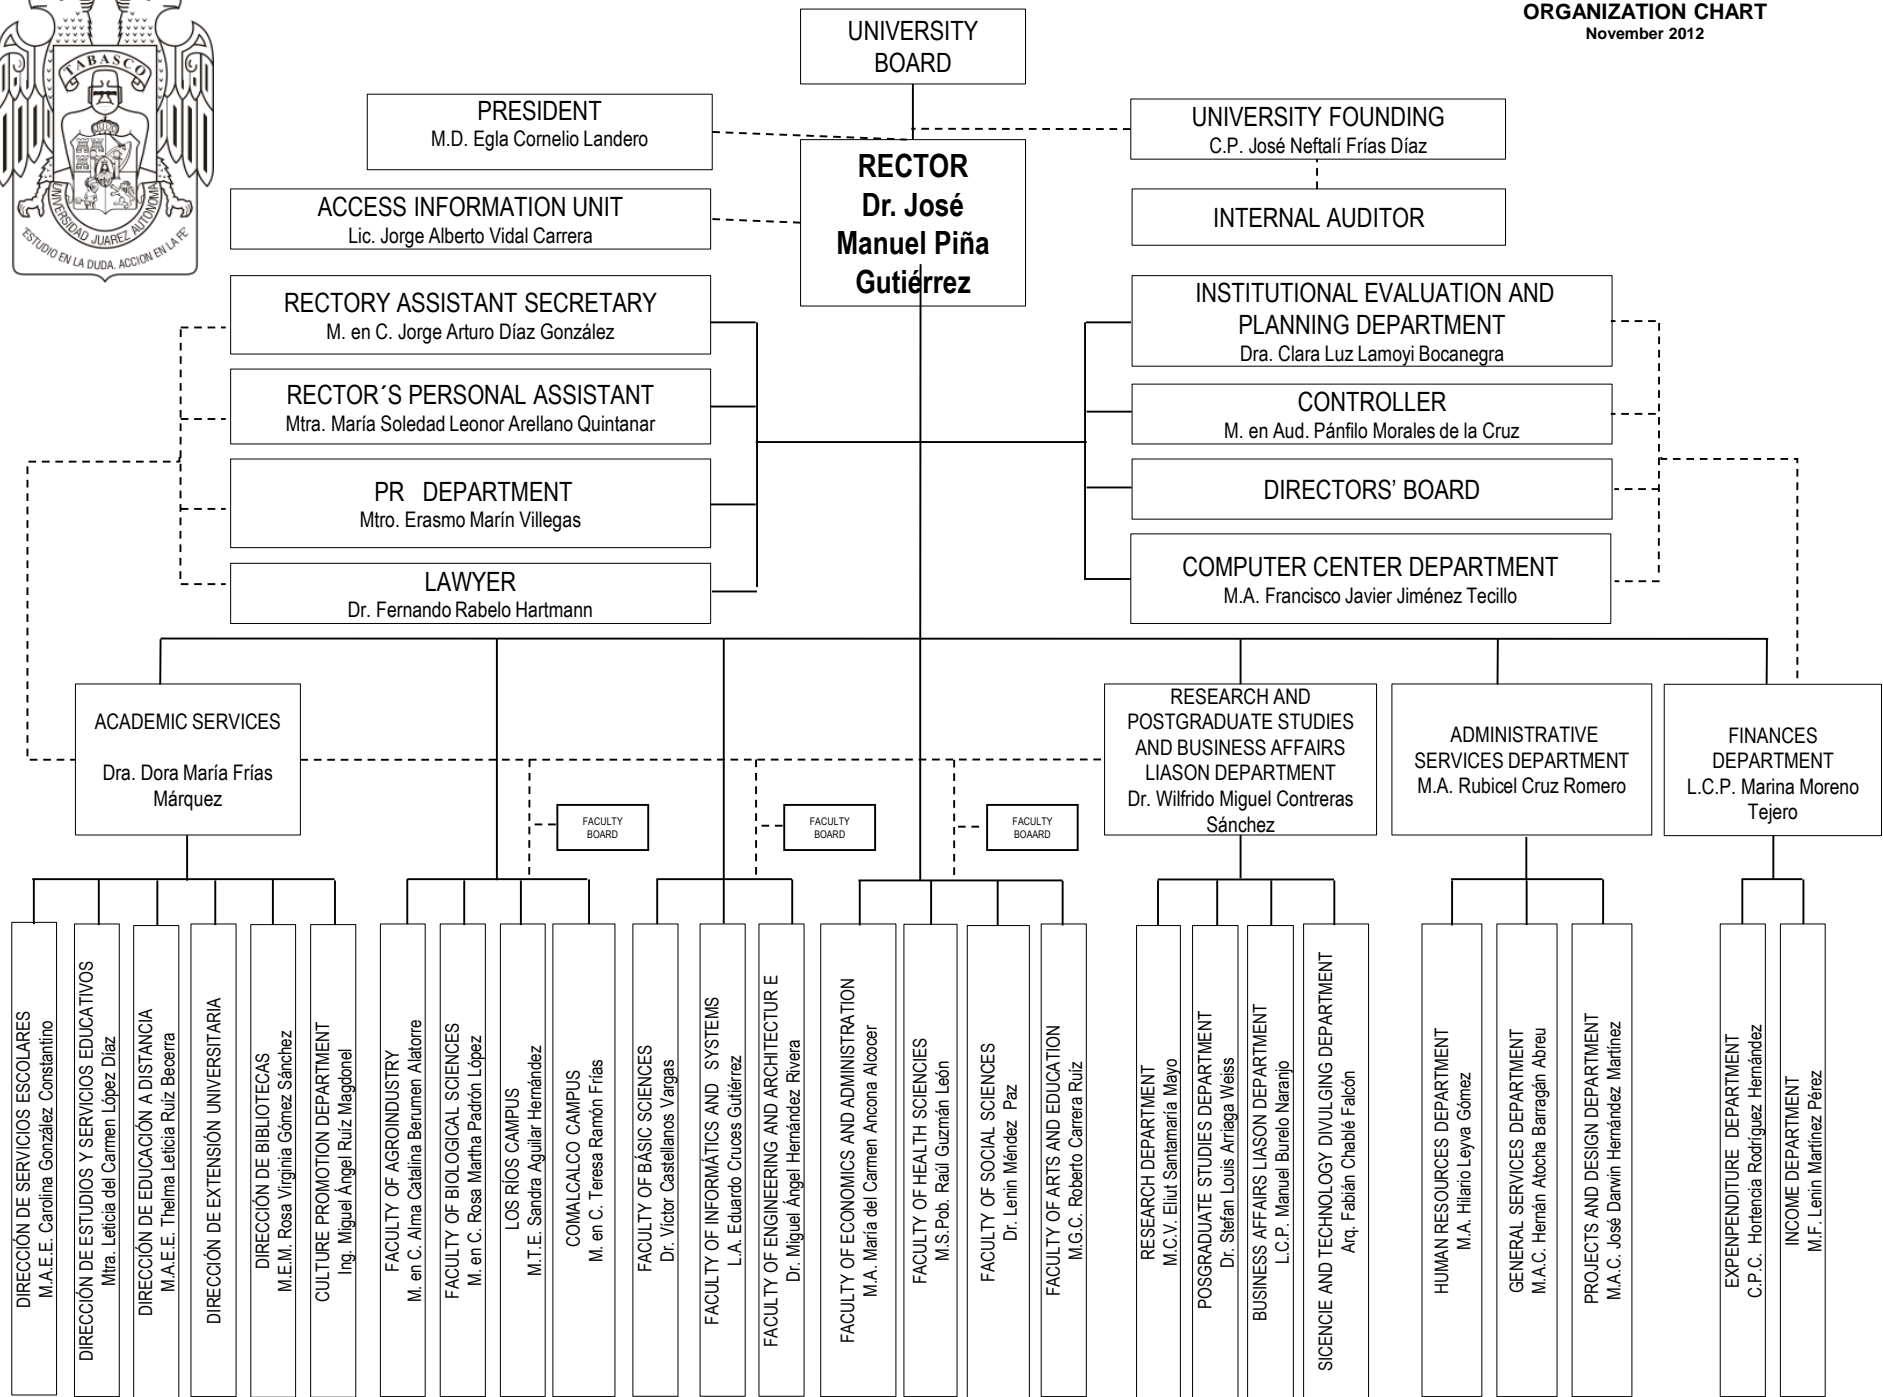 ORGANIZATION CHART
November 2012
TABASCO
UNIVERSIDAD JUAREZ AUTONOMA
"ESTUDIO EN LA DUDA. ACCION EN LA FE"
UNIVERSITY
BOARD
PRESIDENT
M.D. Egla Cornelio Landero
UNIVERSITY FOUNDING
C.P. José Neftalí Frías Díaz
RECTOR
Dr. José
Manuel Piña
Gutiérrez
ACCESS INFORMATION UNIT
Lic. Jorge Alberto Vidal Carrera
INTERNAL AUDITOR
RECTORY ASSISTANT SECRETARY
M. en C. Jorge Arturo Díaz González
RECTOR´S PERSONAL ASSISTANT
Mtra. María Soledad Leonor Arellano Quintanar
PR DEPARTMENT
Mtro. Erasmo Marín Villegas
LAWYER
Dr. Fernando Rabelo Hartmann
INSTITUTIONAL EVALUATION AND
PLANNING DEPARTMENT
Dra. Clara Luz Lamoyi Bocanegra
CONTROLLER
M. en Aud. Pánfilo Morales de la Cruz
DIRECTORS’ BOARD
COMPUTER CENTER DEPARTMENT
M.A. Francisco Javier Jiménez Tecillo
ACADEMIC SERVICES
Dra. Dora María Frías
Márquez
RESEARCH AND
POSTGRADUATE STUDIES
AND BUSINESS AFFAIRS
LIASON DEPARTMENT
Dr. Wilfrido Miguel Contreras
Sánchez
ADMINISTRATIVE
SERVICES DEPARTMENT
M.A. Rubicel Cruz Romero
FINANCES
DEPARTMENT
L.C.P. Marina Moreno
Tejero
FACULTY
BOARD
FACULTY
BOARD
FACULTY
BOAARD
DIRECCIÓN DE SERVICIOS ESCOLARES
M.A.E.E. Carolina González Constantino
DIRECCIÓN DE ESTUDIOS Y SERVICIOS EDUCATIVOS
Mtra. Leticia del Carmen López Díaz
DIRECCIÓN DE EDUCACIÓN A DISTANCIA
M.A.E.E. Thelma Leticia Ruíz Becerra
DIRECCIÓN DE EXTENSIÓN UNIVERSITARIA
DIRECCIÓN DE BIBLIOTECAS
M.E.M. Rosa Virginia Gómez Sánchez
CULTURE PROMOTION DEPARTMENT
Ing. Miguel Ángel Ruíz Magdonel
FACULTY OF AGROINDUSTRY
M. en C. Alma Catalina Berumen Alatorre
FACULTY OF BIOLOGICAL SCIENCES
M. en C. Rosa Martha Padrón López
LOS RÍOS CAMPUS
M.T.E. Sandra Aguilar Hernández
COMALCALCO CAMPUS
M. en C. Teresa Ramón Frías
FACULTY OF BÁSIC SCIENCES
Dr. Víctor Castellanos Vargas
FACULTY OF INFORMÁTICS AND SYSTEMS
L.A. Eduardo Cruces Gutiérrez
FACULTY OF ENGINEERING AND ARCHITECTUR E
Dr. Miguel Ángel Hernández Rivera
FACULTY OF ECONOMICS AND ADMINISTRATION
M.A. María del Carmen Ancona Alcocer
FACULTY OF HEALTH SCIENCIES
M.S.Pob. Raúl Guzmán León
FACULTY OF SOCIAL SCIENCES
Dr. Lenin Méndez Paz
FACULTY OF ARTS AND EDUCATION
M.G.C. Roberto Carrera Ruíz
RESEARCH DEPARTMENT
M.C.V. Eliut Santamaría Mayo
POSGRADUATE STUDIES DEPARTMENT
Dr. Stefan Louis Arriaga Weiss
BUSINESS AFFAIRS LIASON DEPARTMENT
L.C.P. Manuel Burelo Naranjo
SICENCIE AND TECHNOLOGY DIVULGING DEPARTMENT
Arq. Fabián Chablé Falcón
HUMAN RESOURCES DEPARTMENT
M.A. Hilario Leyva Gómez
GENERAL SERVICES DEPARTMENT
M.A.C. Hernán Atocha Barragán Abreu
PROJECTS AND DESIGN DEPARTMENT
M.A.C. José Darwin Hernández Martínez
EXPENPENDITURE DEPARTMENT
C.P.C. Hortencia Rodríguez Hernández
INCOME DEPARTMENT
M.F. Lenin Martínez Pérez